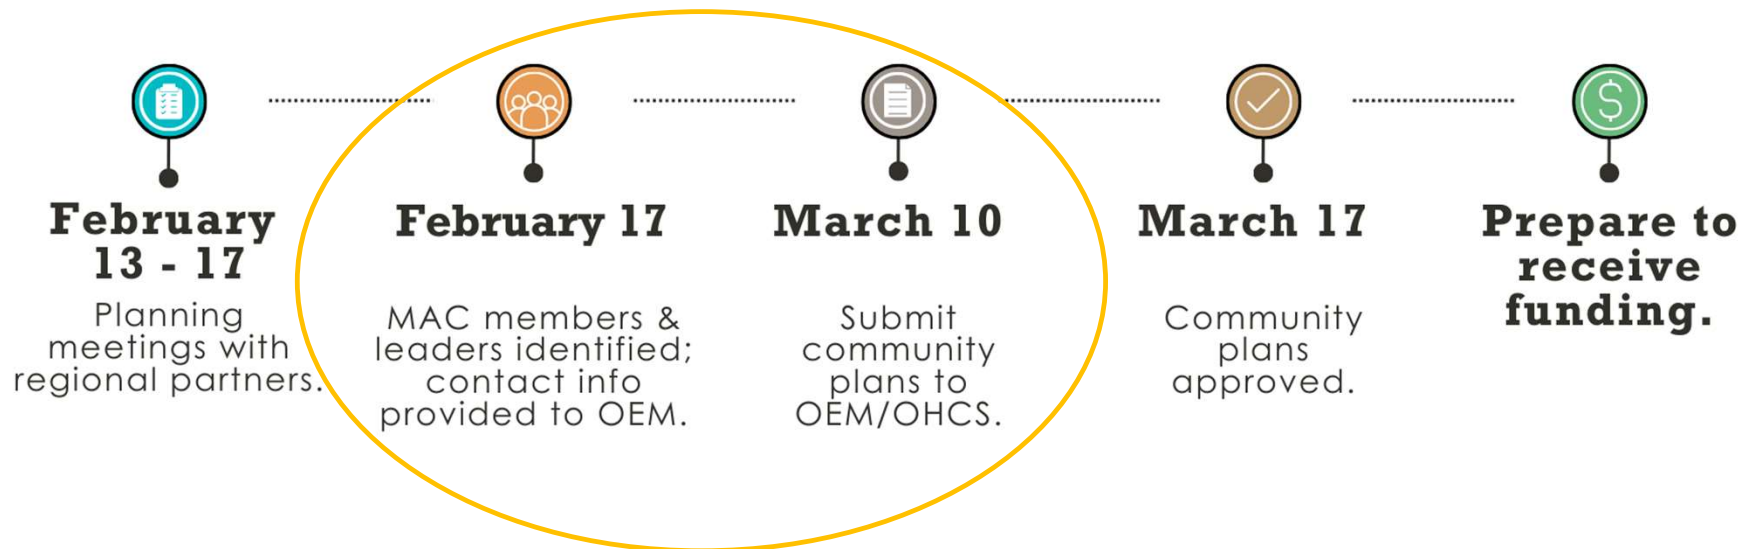 February
13 - 17
Planning
meetings with
regional partners.
February 17
MAC members &
leaders identified;
contact info
provided to OEM.
March 10
Submit
community
plans to
OEM/OHCS.
March 17
Community
plans
approved.
Prepare to
receive
funding.
$